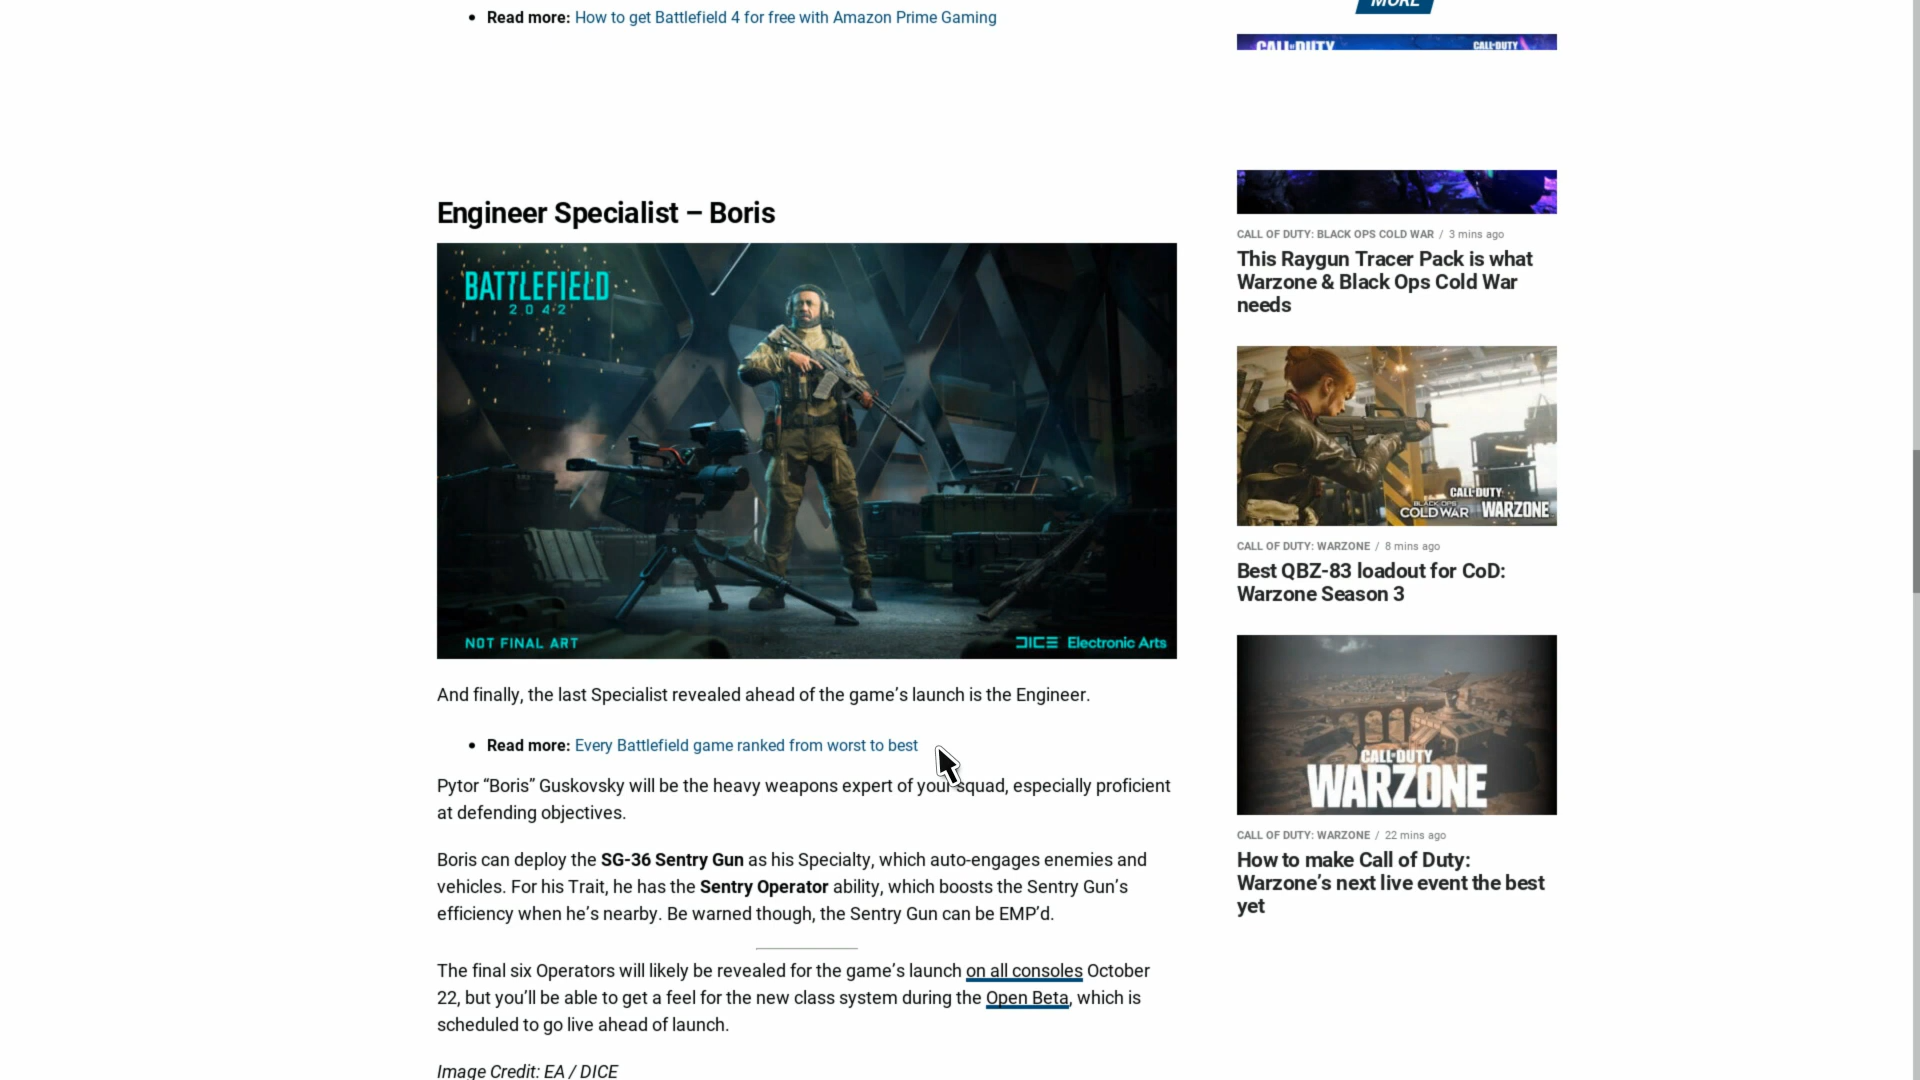 Read more: How to get Battlefield 4 for free with Amazon Prime Gaming
Engineer Specialist – Boris
BATTLEFIELD
2042
NOT FINAL ART
DICE Electronic Arts
And finally, the last Specialist revealed ahead of the game’s launch is the Engineer.
Read more: Every Battlefield game ranked from worst to best
Pytor “Boris” Guskovsky will be the heavy weapons expert of your squad, especially proficient
at defending objectives.
Boris can deploy the SG-36 Sentry Gun as his Specialty, which auto-engages enemies and
vehicles. For his Trait, he has the Sentry Operator ability, which boosts the Sentry Gun’s
efficiency when he’s nearby. Be warned though, the Sentry Gun can be EMP’d.
The final six Operators will likely be revealed for the game’s launch on all consoles October
22, but you’ll be able to get a feel for the new class system during the Open Beta, which is
scheduled to go live ahead of launch.
Image Credit: EA / DICE
MORE
CALL OF DUTY CALL OF DUTY
CALL OF DUTY: BLACK OPS COLD WAR / 3 mins ago
This Raygun Tracer Pack is what
Warzone & Black Ops Cold War
needs
CALL OF DUTY
BLACK OPS
COLD WAR WARZONE
CALL OF DUTY: WARZONE / 8 mins ago
Best QBZ-83 loadout for CoD:
Warzone Season 3
CALL OF DUTY
WARZONE
CALL OF DUTY: WARZONE / 22 mins ago
How to make Call of Duty:
Warzone’s next live event the best
yet